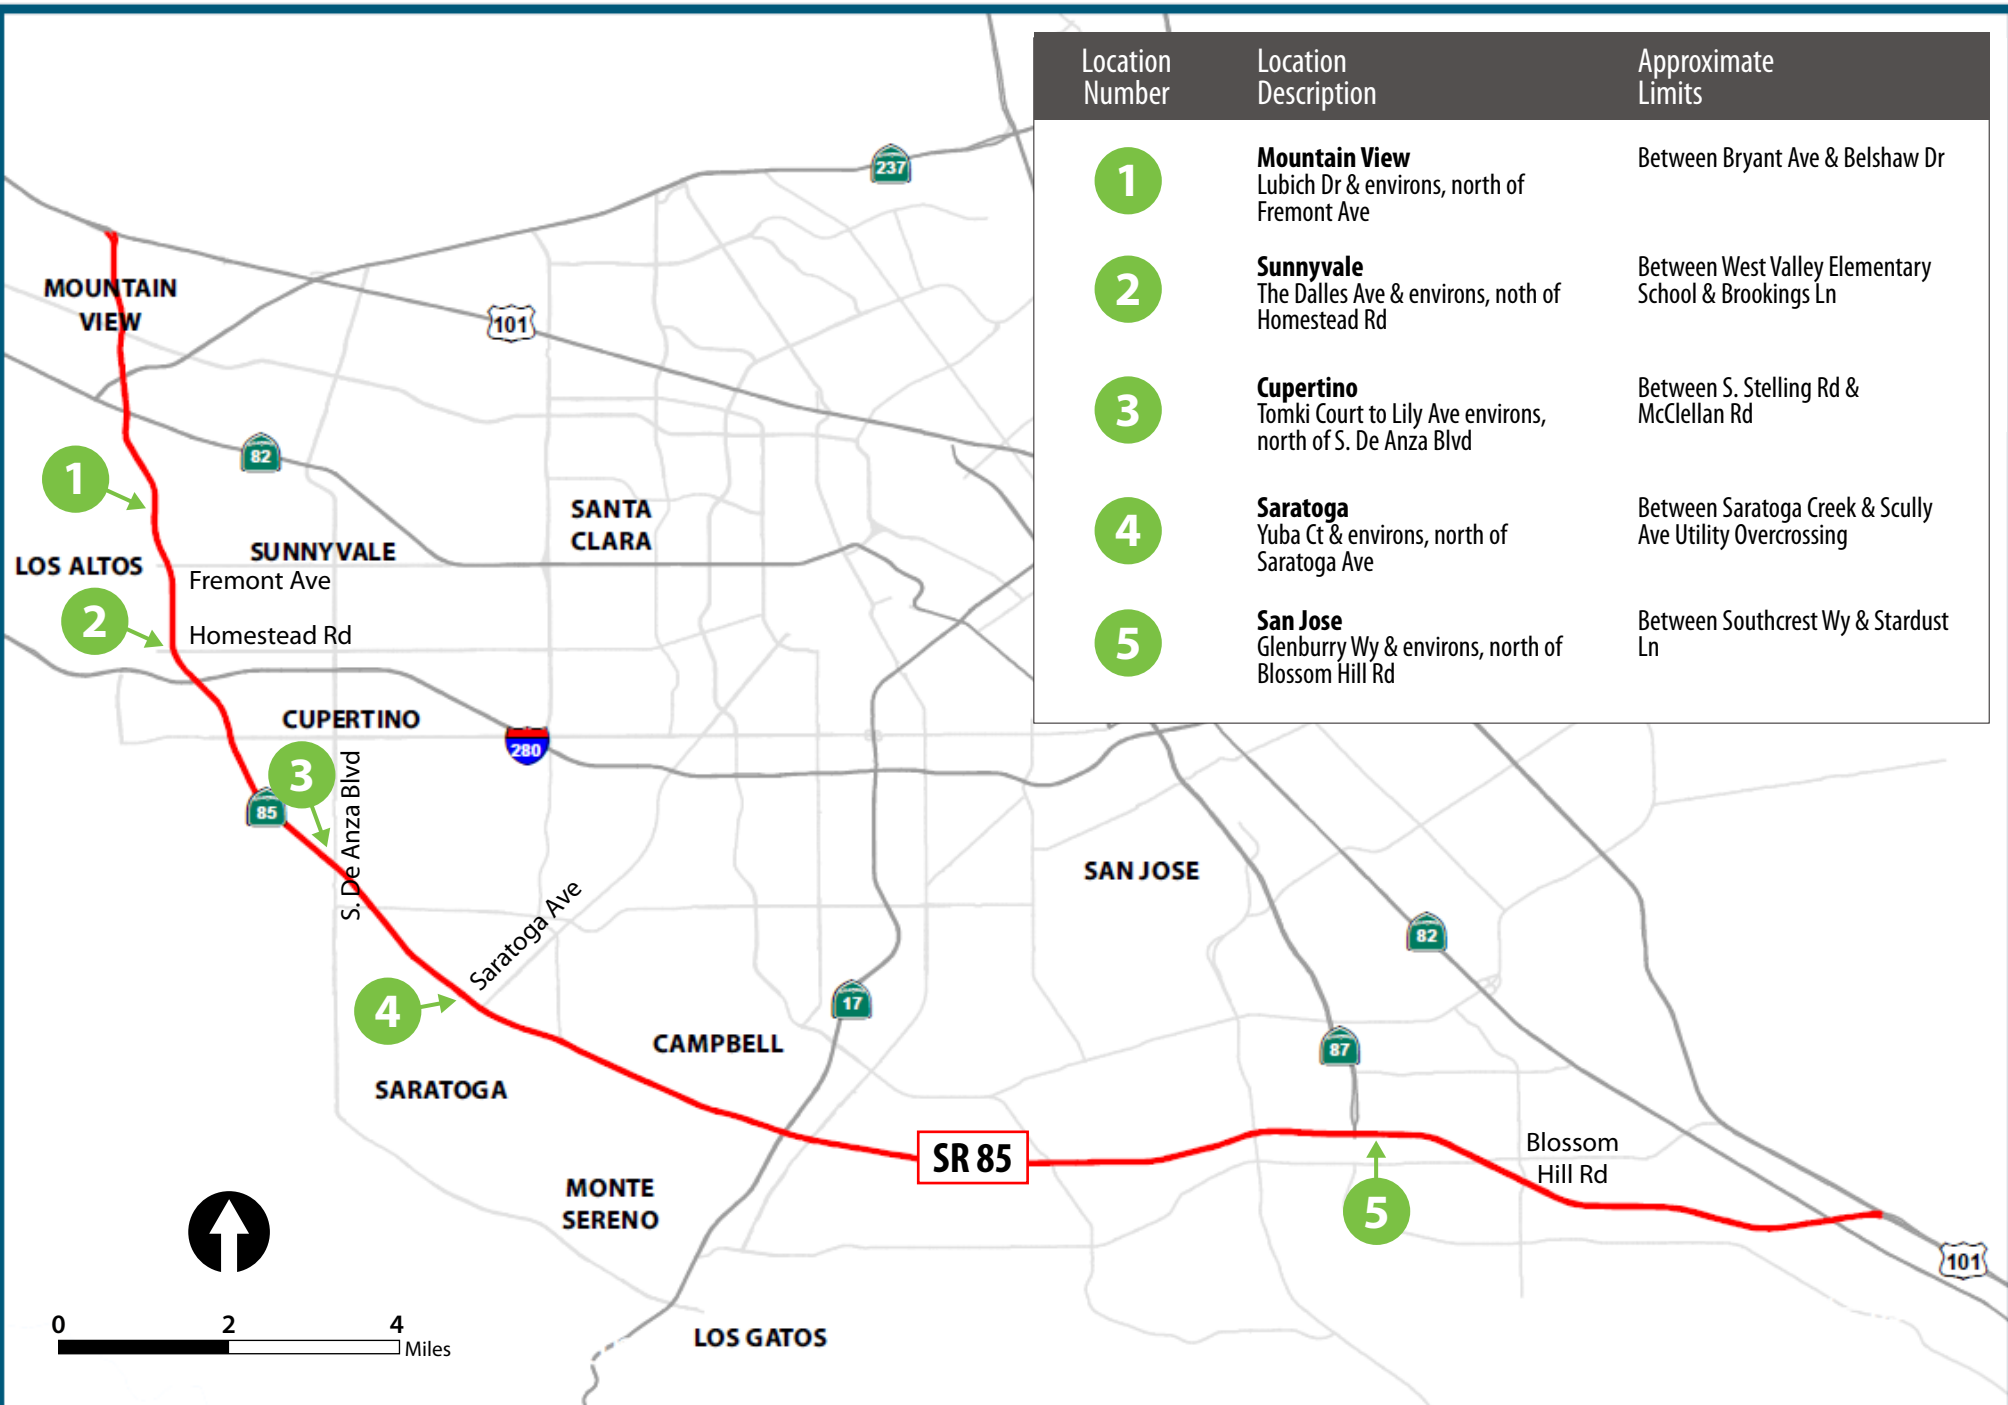 Location Number
Location Description
Approximate Limits
1
Mountain View
Lubich Dr & environs, north of
Fremont Ave
Between Bryant Ave & Belshaw Dr
2
Sunnyvale
The Dalles Ave & environs, noth of
Homestead Rd
Between West Valley Elementary
School & Brookings Ln
3
Cupertino
Tomki Court to Lily Ave environs,
north of S. De Anza Blvd
Between S. Stelling Rd &
McClellan Rd
4
Saratoga
Yuba Ct & environs, north of
Saratoga Ave
Between Saratoga Creek & Scully
Ave Utility Overcrossing
5
San Jose
Glenburry Wy & environs, north of
Blossom Hill Rd
Between Southcrest Wy & Stardust
Ln
237
MOUNTAIN
VIEW
101
82
1
SANTA
CLARA
SUNNYVALE
LOS ALTOS
Fremont Ave
2
Homestead Rd
CUPERTINO
280
3
85
S. De Anza Blvd
SAN JOSE
Saratoga Ave
82
4
17
CAMPBELL
87
SARATOGA
SR 85
Blossom
Hill Rd
MONTE
SERENO
5
101
0 2 4
Miles
LOS GATOS